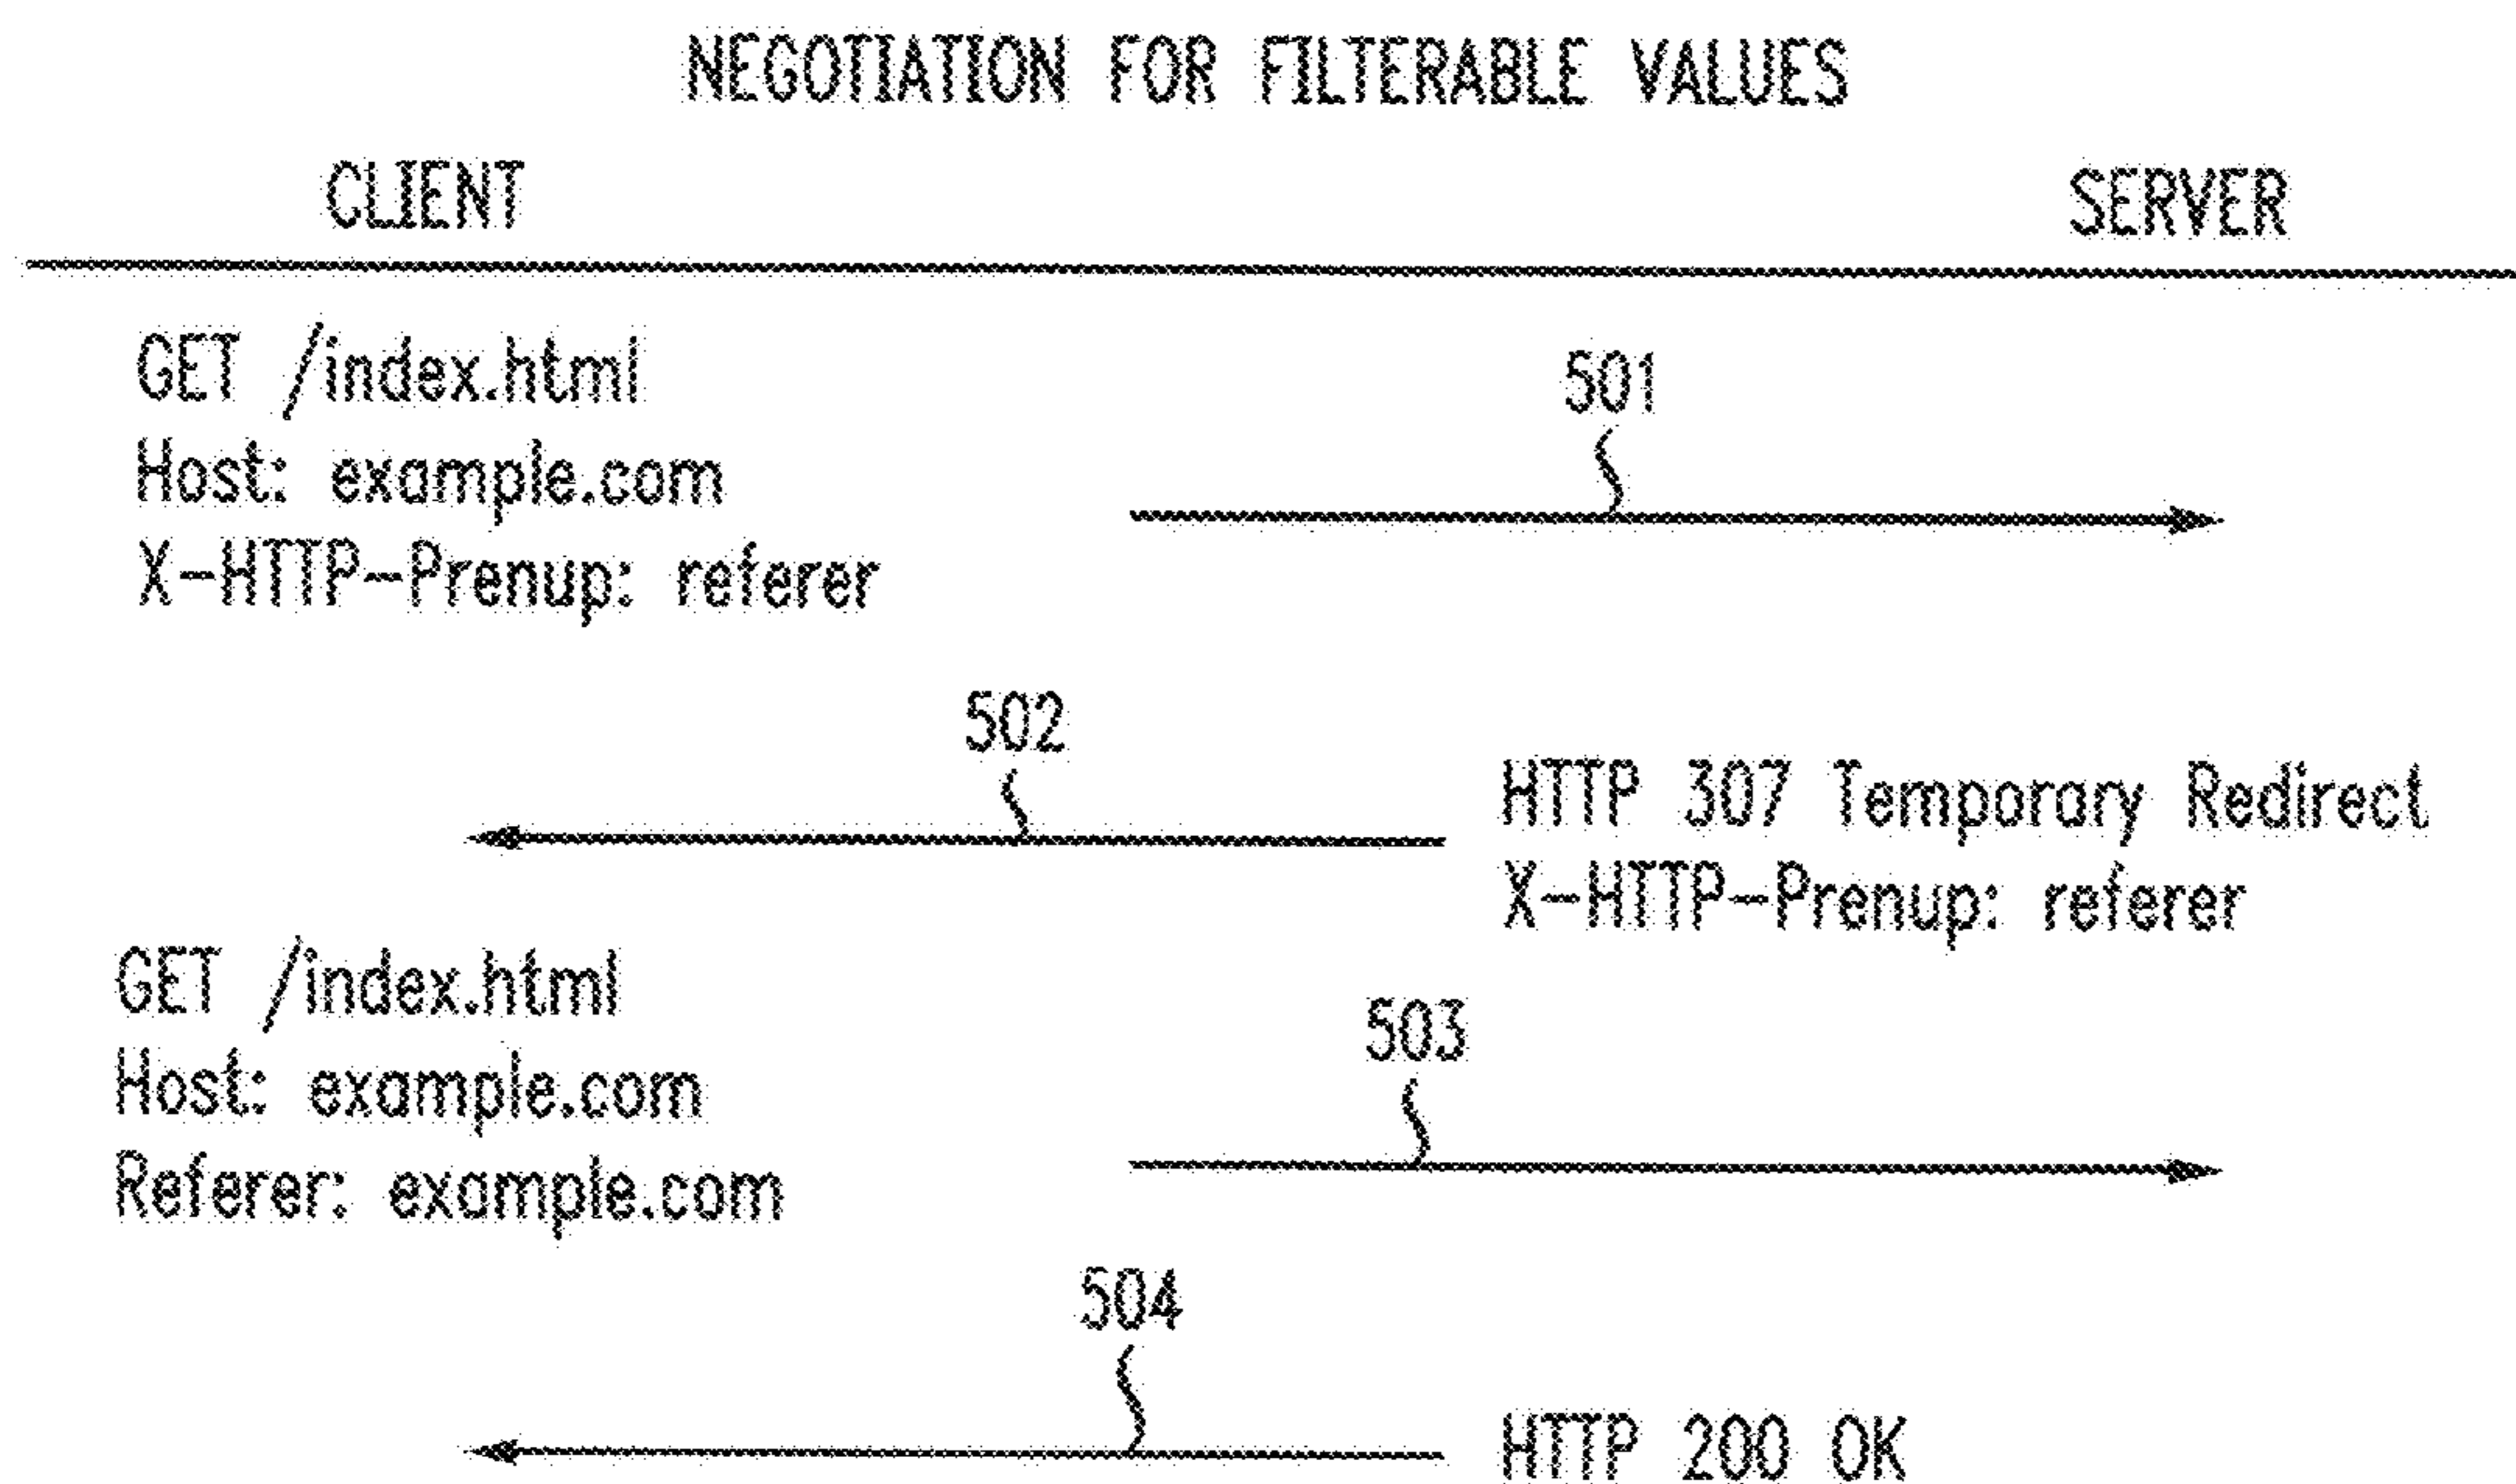 NEGOTIATION FOR FILTERABLE VALUES
CLIENT SERVER
GET /index.html
Host: example.com
X-HTTP-Prenup: referer
501
502
HTTP 307 Temporary Redirect
X-HTTP-Prenup: referer
GET /index.html
Host: example.com
Referer: example.com
503
504
HTTP 200 OK